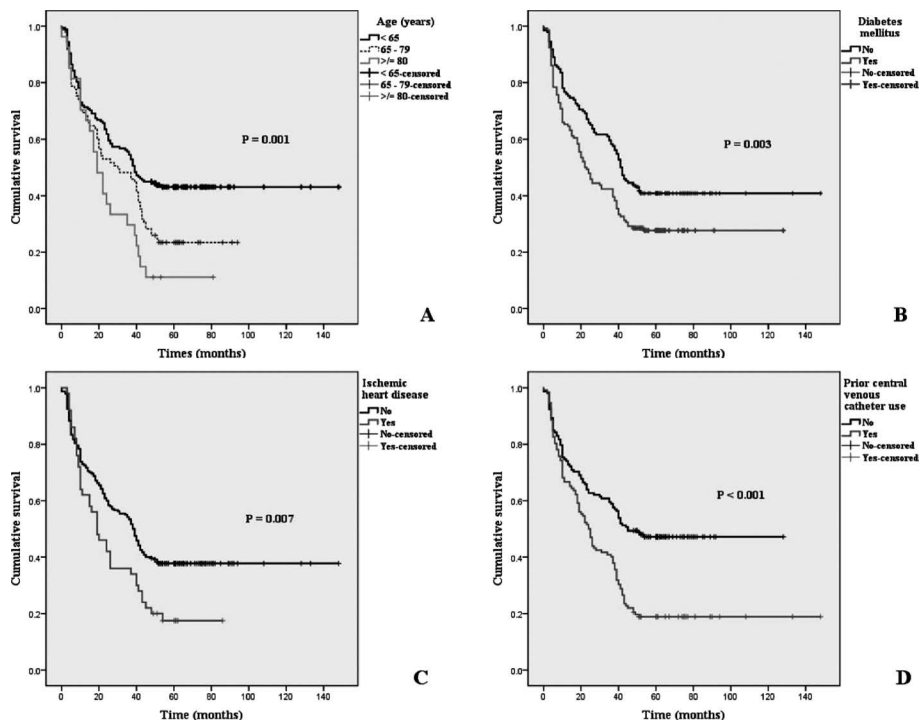 Age (years)
< 65
65 - 79
>/= 80
< 65-censored
65 - 79-censored
>/= 80-censored
P = 0.001
Cumulative survival
1.0
0.8
0.6
0.4
0.2
0.0
0 20 40 60 80 100 120 140
Times (months)
A
Diabetes
mellitus
No
Yes
No-censored
Yes-censored
P = 0.003
Cumulative survival
1.0
0.8
0.6
0.4
0.2
0.0
0 20 40 60 80 100 120 140
Time (months)
B
Ischemic
heart disease
No
Yes
No-censored
Yes-censored
P = 0.007
Cumulative survival
1.0
0.8
0.6
0.4
0.2
0.0
0 20 40 60 80 100 120 140
Time (months)
C
Prior central
venous
catheter use
No
Yes
No-censored
Yes-censored
P < 0.001
Cumulative survival
1.0
0.8
0.6
0.4
0.2
0.0
0 20 40 60 80 100 120 140
Time (months)
D